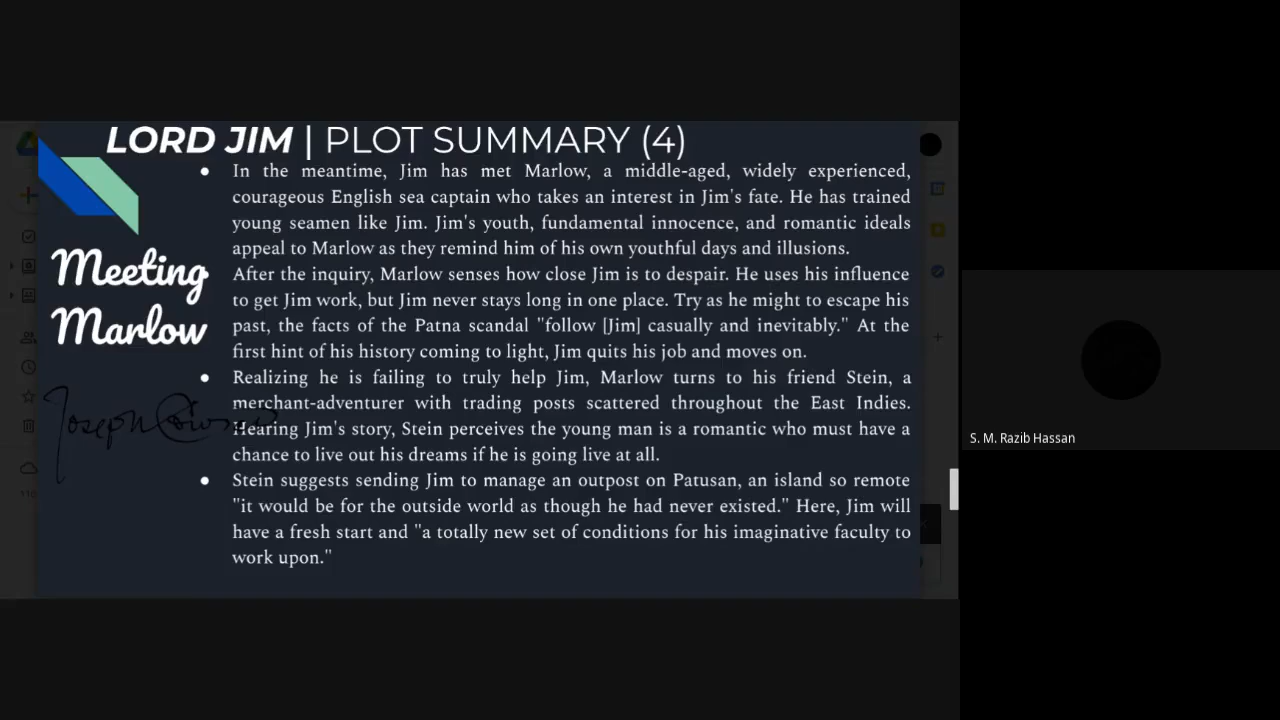 LORD JIM | PLOT SUMMARY (4)
Meeting
Marlow
Joseph
• In the meantime, Jim has met Marlow, a middle-aged, widely experienced,
courageous English sea captain who takes an interest in Jim's fate. He has trained
young seamen like Jim. Jim's youth, fundamental innocence, and romantic ideals
appeal to Marlow as they remind him of his own youthful days and illusions.
• After the inquiry, Marlow senses how close Jim is to despair. He uses his influence
to get Jim work, but Jim never stays long in one place. Try as he might to escape his
past, the facts of the Patna scandal "follow [Jim] casually and inevitably." At the
first hint of his history coming to light, Jim quits his job and moves on.
• Realizing he is failing to truly help Jim, Marlow turns to his friend Stein, a
merchant-adventurer with trading posts scattered throughout the East Indies.
Hearing Jim's story, Stein perceives the young man is a romantic who must have a
chance to live out his dreams if he is going live at all.
• Stein suggests sending Jim to manage an outpost on Patusan, an island so remote
"it would be for the outside world as though he had never existed." Here, Jim will
have a fresh start and "a totally new set of conditions for his imaginative faculty to
work upon."
S. M. Razib Hassan